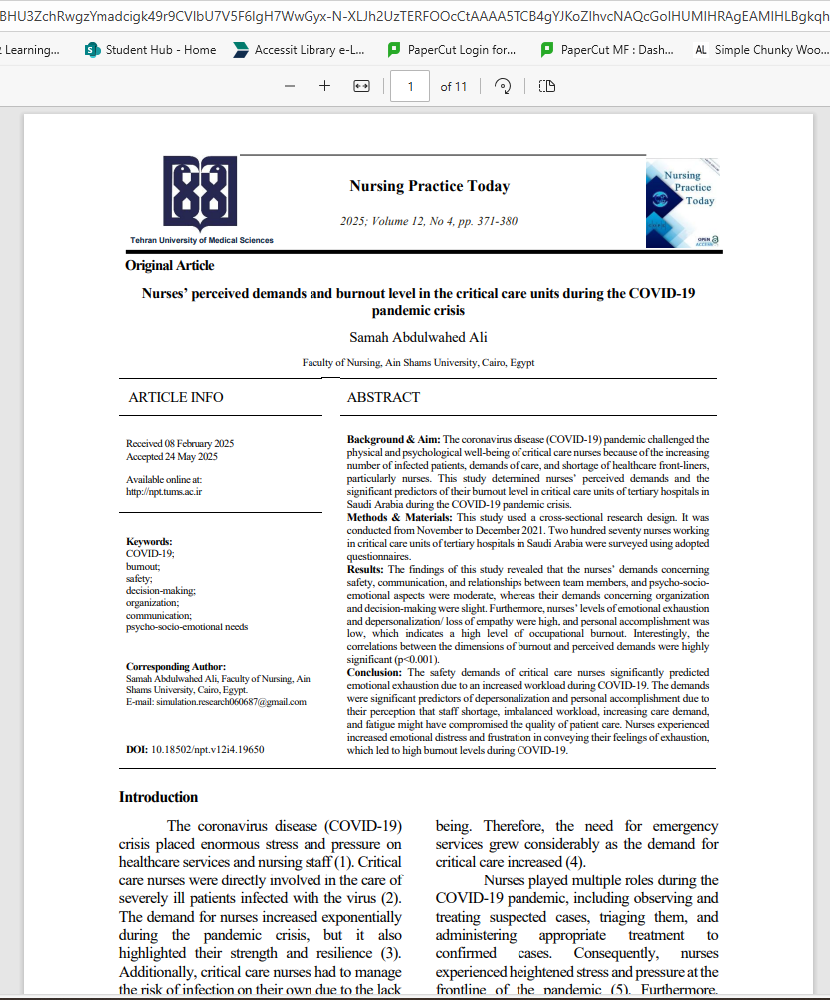 BHU3ZchRwgzYmadcigk49r9CVlbU7V5F6IgH7WwGyx-N-XLJh2UzTERFOOcCtAAAA5TCB4gYJKoZIhvcNAQcGoIHUMIHRAgEAMIHLBgkqh
Learning...
Student Hub - Home
Accessit Library e-L...
PaperCut Login for...
PaperCut MF : Dash...
AL Simple Chunky Woo...
1 of 11
Nursing Practice Today
2025; Volume 12, No 4, pp. 371-380
Tehran University of Medical Sciences
Nursing
Practice
Today
OPEN
ACCESS
Original Article
Nurses’ perceived demands and burnout level in the critical care units during the COVID-19
pandemic crisis
Samah Abdulwahed Ali
Faculty of Nursing, Ain Shams University, Cairo, Egypt
ARTICLE INFO
Received 08 February 2025
Accepted 24 May 2025
Available online at:
http://npt.tums.ac.ir
Keywords:
COVID-19;
burnout;
safety;
decision-making;
organization;
communication;
psycho-socio-emotional needs
Corresponding Author:
Samah Abdulwahed Ali, Faculty of Nursing, Ain
Shams University, Cairo, Egypt.
E-mail: simulation.research060687@gmail.com
DOI: 10.18502/npt.v12i4.19650
ABSTRACT
Background & Aim: The coronavirus disease (COVID-19) pandemic challenged the
physical and psychological well-being of critical care nurses because of the increasing
number of infected patients, demands of care, and shortage of healthcare front-liners,
particularly nurses. This study determined nurses’ perceived demands and the
significant predictors of their burnout level in critical care units of tertiary hospitals in
Saudi Arabia during the COVID-19 pandemic crisis.
Methods & Materials: This study used a cross-sectional research design. It was
conducted from November to December 2021. Two hundred seventy nurses working
in critical care units of tertiary hospitals in Saudi Arabia were surveyed using adopted
questionnaires.
Results: The findings of this study revealed that the nurses’ demands concerning
safety, communication, and relationships between team members, and psycho-socio-
emotional aspects were moderate, whereas their demands concerning organization
and decision-making were slight. Furthermore, nurses’ levels of emotional exhaustion
and depersonalization/ loss of empathy were high, and personal accomplishment was
low, which indicates a high level of occupational burnout. Interestingly, the
correlations between the dimensions of burnout and perceived demands were highly
significant (p<0.001).
Conclusion: The safety demands of critical care nurses significantly predicted
emotional exhaustion due to an increased workload during COVID-19. The demands
were significant predictors of depersonalization and personal accomplishment due to
their perception that staff shortage, imbalanced workload, increasing care demand,
and fatigue might have compromised the quality of patient care. Nurses experienced
increased emotional distress and frustration in conveying their feelings of exhaustion,
which led to high burnout levels during COVID-19.
Introduction
The coronavirus disease (COVID-19)
crisis placed enormous stress and pressure on
healthcare services and nursing staff (1). Critical
care nurses were directly involved in the care of
severely ill patients infected with the virus (2).
The demand for nurses increased exponentially
during the pandemic crisis, but it also
highlighted their strength and resilience (3).
Additionally, critical care nurses had to manage
the risk of infection on their own due to the lack
being. Therefore, the need for emergency
services grew considerably as the demand for
critical care increased (4).
Nurses played multiple roles during the
COVID-19 pandemic, including observing and
treating suspected cases, triaging them, and
administering appropriate treatment to
confirmed cases. Consequently, nurses
experienced heightened stress and pressure at the
frontline of the pandemic (5). Furthermore,